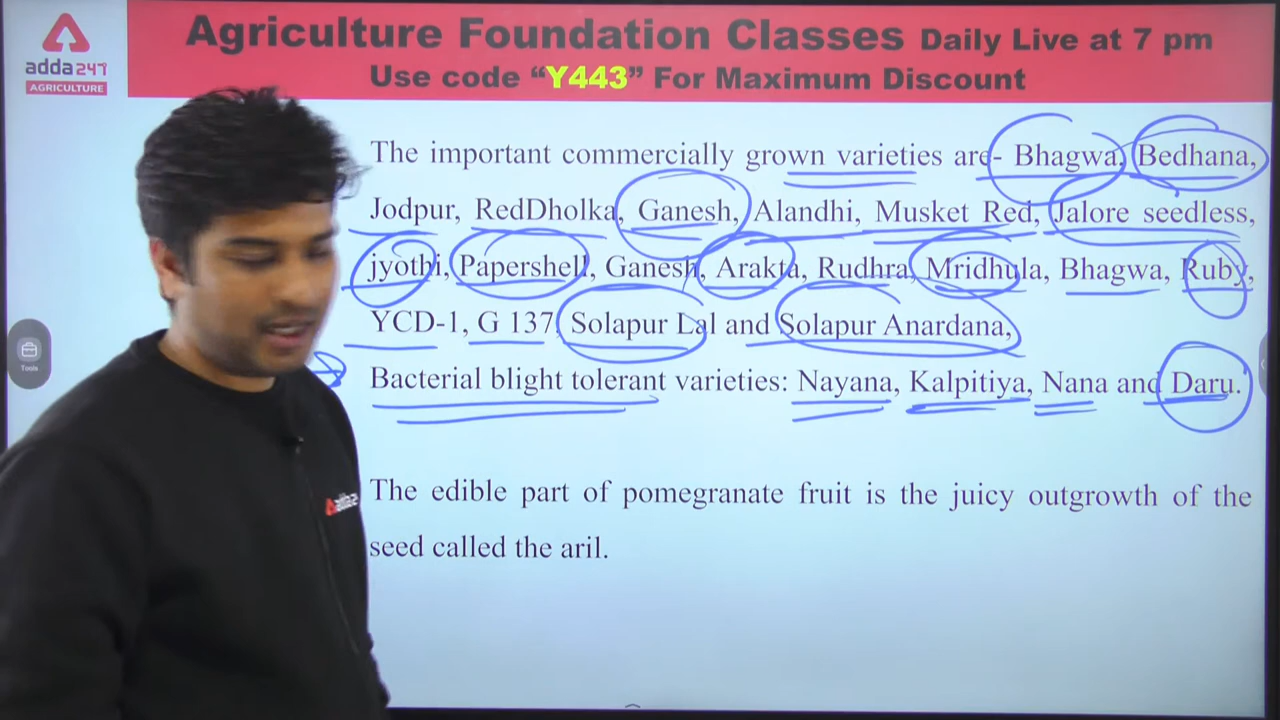 Agriculture Foundation Classes Daily Live at 7 pm
Use code “Y443” For Maximum Discount
adda247
AGRICULTURE
The important commercially grown varieties are- Bhagwa, Bedhana,
Jodpur, RedDholka, Ganesh, Alandhi, Musket Red, Jalore seedless,
jyothi, Papershell, Ganesh, Arakta, Rudhra, Mridhula, Bhagwa, Ruby,
YCD-1, G 137, Solapur Lal and Solapur Anardana,
Bacterial blight tolerant varieties: Nayana, Kalpitiya, Nana and Daru.
The edible part of pomegranate fruit is the juicy outgrowth of the
seed called the aril.
Tools